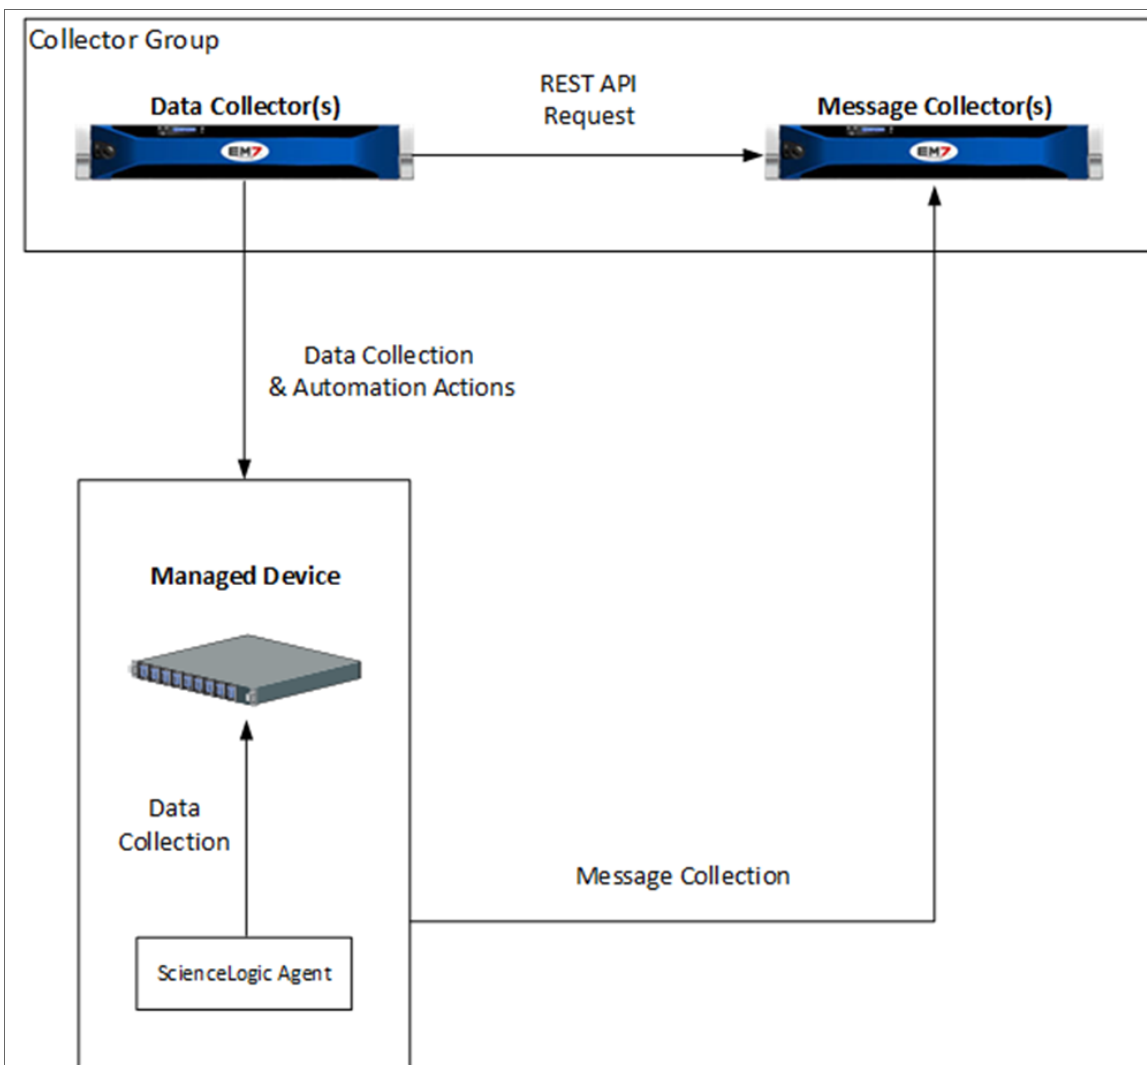 Collector Group
Data Collector(s)
REST API
Request
Message Collector(s)
EM7
EM7
Data Collection
& Automation Actions
Managed Device
Data
Collection
Message Collection
ScienceLogic Agent